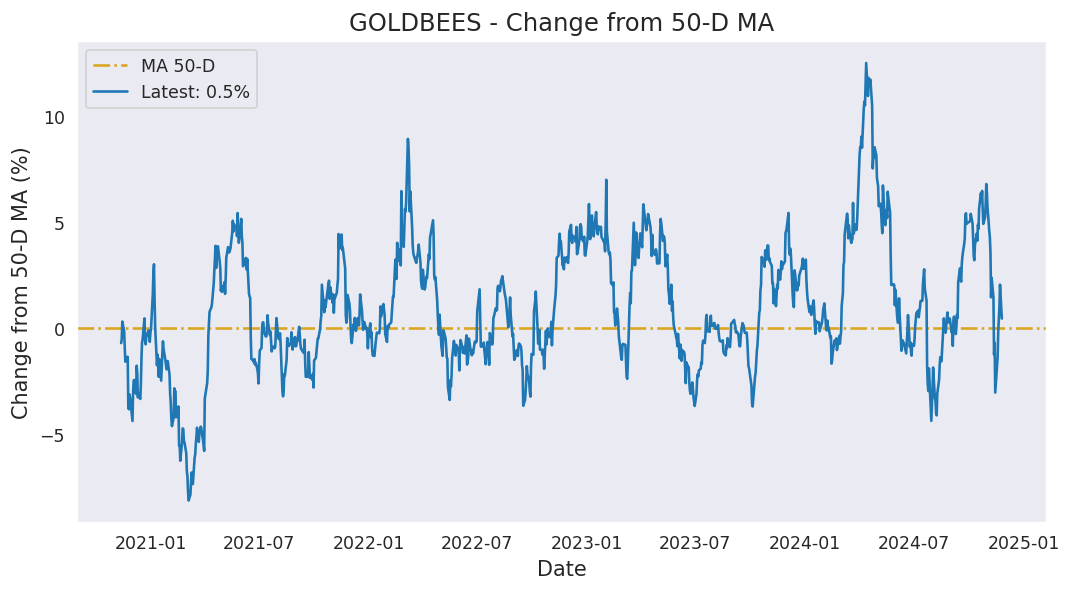 GOLDBEES - Change from 50-D MA
MA 50-D
Latest: 0.5%
Change from 50-D MA (%)
10
5
0
−5
2021-01
2021-07
2022-01
2022-07
2023-01
2023-07
2024-01
2024-07
2025-01
Date